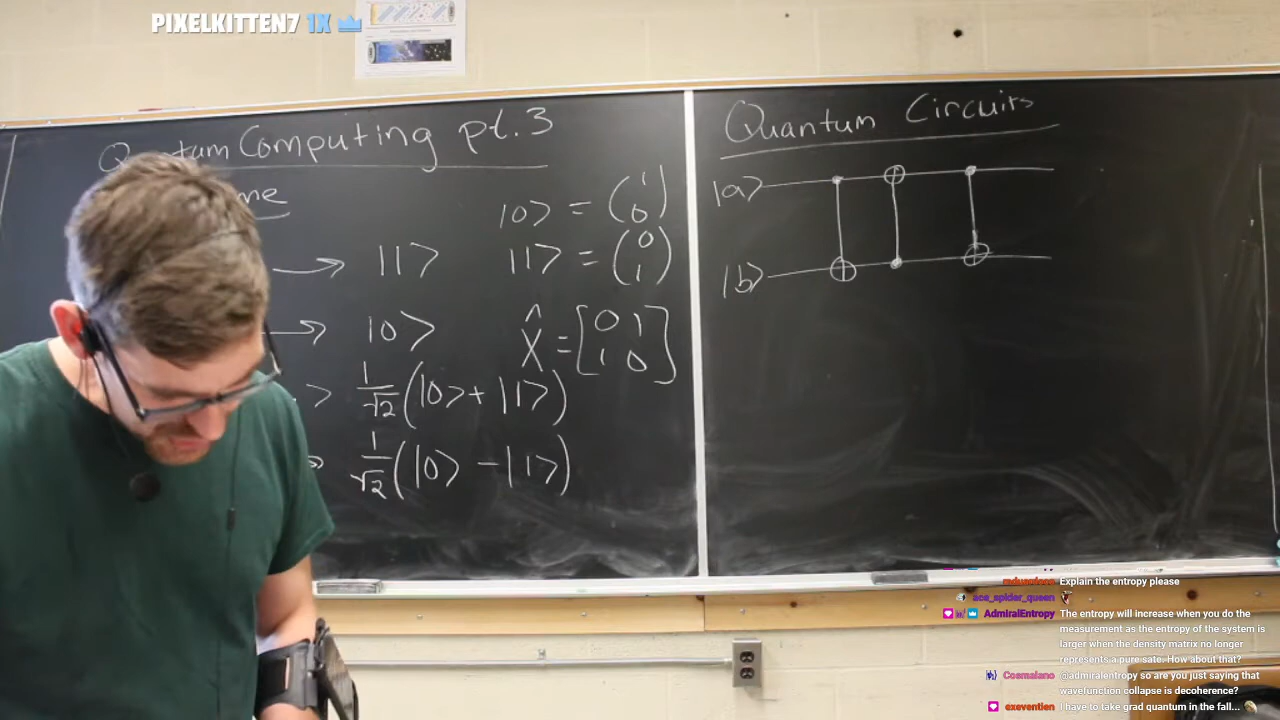 PIXELKITTEN7 1X
Quantum Computing pt.3
me
|0> = (1 0)
→ |1>
|1> = (0 1)
→ |0>
X̂ = [0 1 1 0]
> 1/√2 (|0> + |1>)
1/√2 (|0> - |1>)
Quantum Circuits
|a>
|b>
Explain the entropy please
ace_spider_queen
AdmiralEntropy The entropy will increase when you do the
measurement as the entropy of the system is
larger when the density matrix no longer
represents a pure sate. How about that?
Cosmalano @admiralentropy so are you just saying that
wavefunction collapse is decoherence?
exevention i have to take grad quantum in the fall...